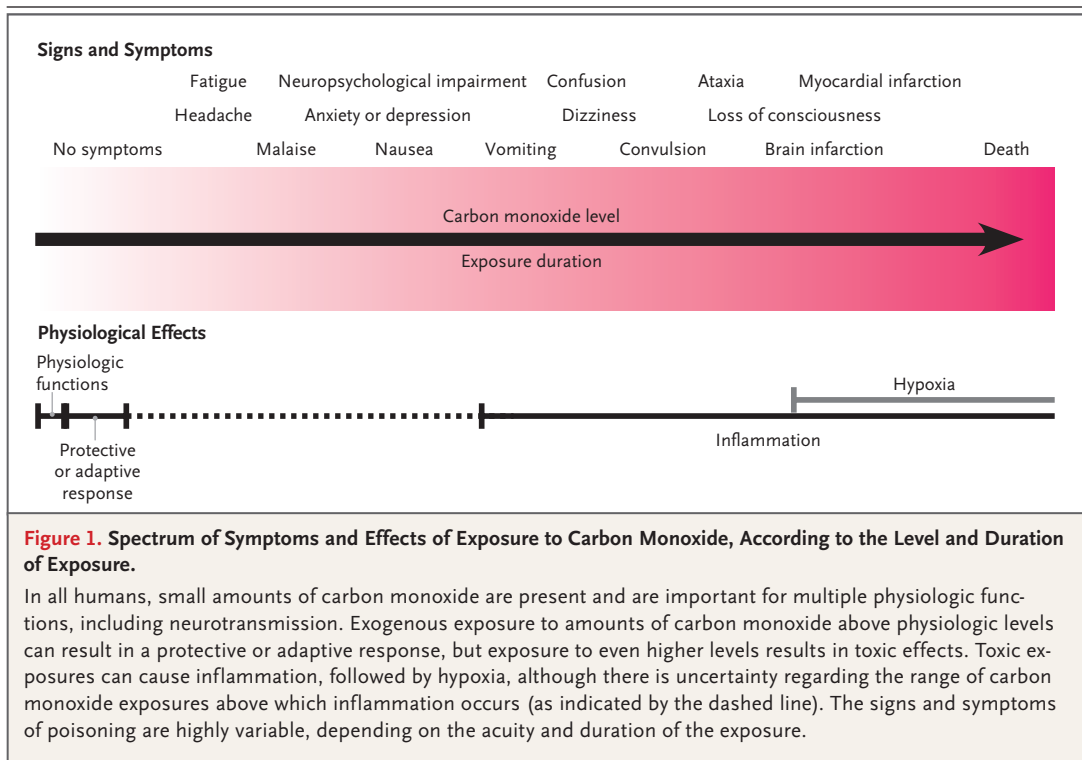 Signs and Symptoms
Fatigue Neuropsychological impairment Confusion Ataxia Myocardial infarction
Headache Anxiety or depression Dizziness Loss of consciousness
No symptoms Malaise Nausea Vomiting Convulsion Brain infarction Death
Carbon monoxide level
Exposure duration
Physiological Effects
Physiologic
functions
Hypoxia
Inflammation
Protective
or adaptive
response
Figure 1. Spectrum of Symptoms and Effects of Exposure to Carbon Monoxide, According to the Level and Duration
of Exposure.
In all humans, small amounts of carbon monoxide are present and are important for multiple physiologic func-
tions, including neurotransmission. Exogenous exposure to amounts of carbon monoxide above physiologic levels
can result in a protective or adaptive response, but exposure to even higher levels results in toxic effects. Toxic ex-
posures can cause inflammation, followed by hypoxia, although there is uncertainty regarding the range of carbon
monoxide exposures above which inflammation occurs (as indicated by the dashed line). The signs and symptoms
of poisoning are highly variable, depending on the acuity and duration of the exposure.